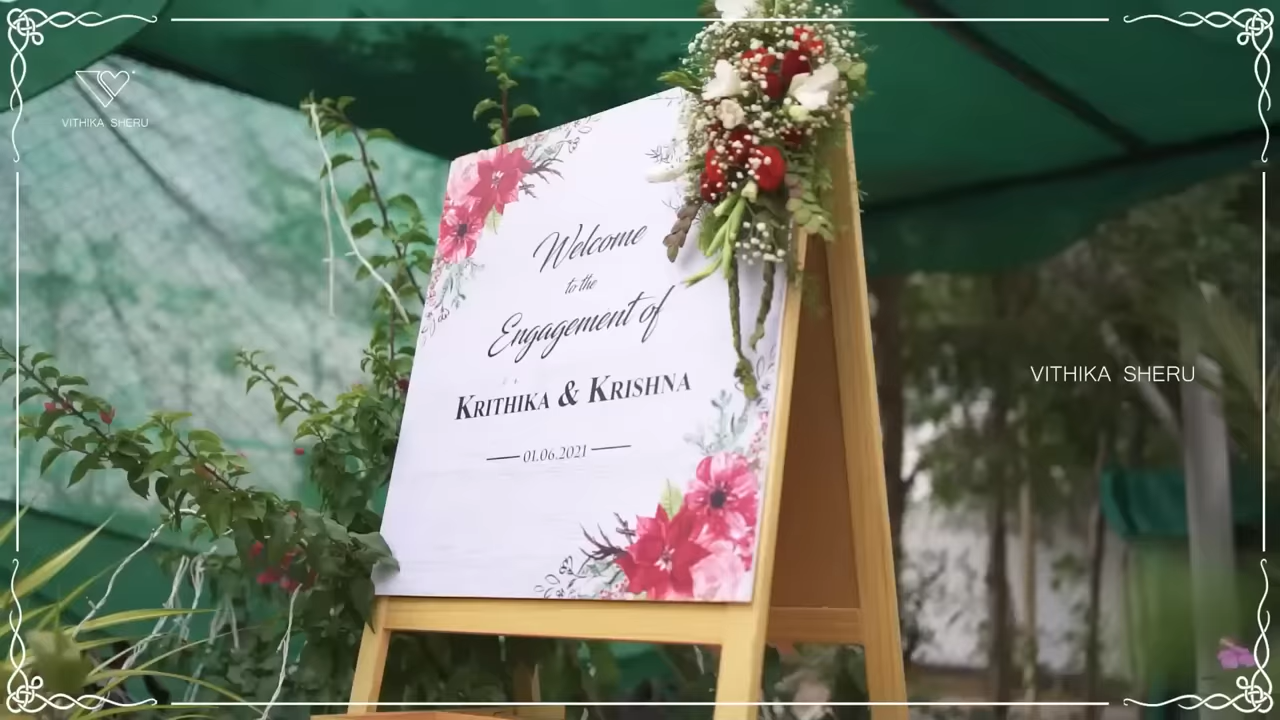 VITHIKA SHERU
Welcome
to the
Engagement of
KRITHIKA & KRISHNA
01.06.2021
VITHIKA SHERU